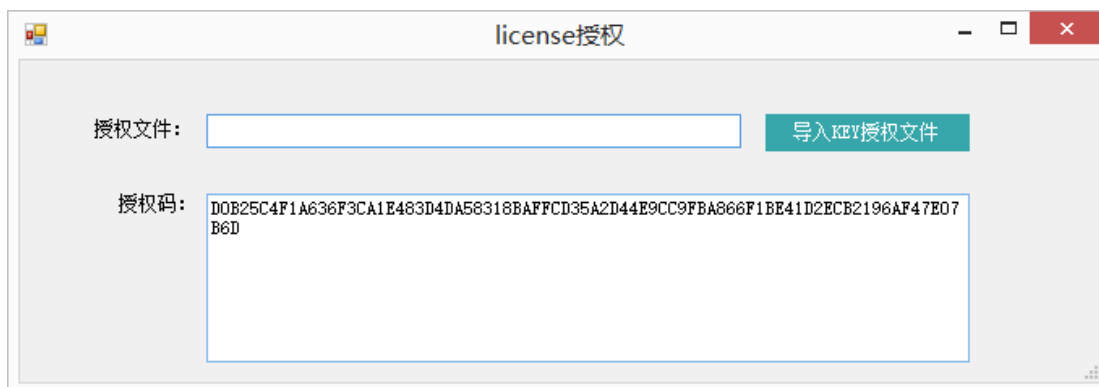 license授权
授权文件：
导入KEY授权文件
授权码：
D0B25C4F1A636F3CA1E483D4DA58318BAFFCD35A2D44E9CC9FBA866F1BE41D2ECB2196AF47E07
B6D